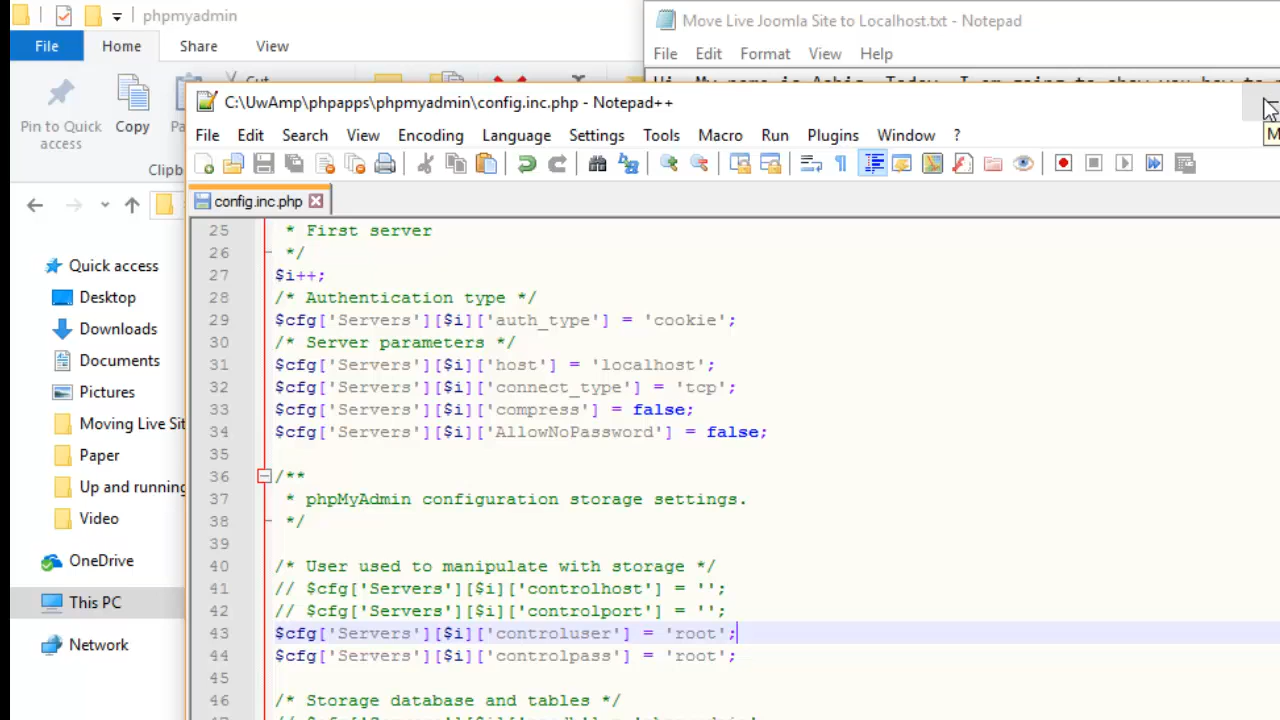 phpmyadmin
File Home Share View
Pin to Quick access
Copy
Cut
Clipb
Quick access
Desktop
Downloads
Documents
Pictures
Moving Live Sit
Paper
Up and running
Video
OneDrive
This PC
Network
Move Live Joomla Site to Localhost.txt - Notepad
File Edit Format View Help
C:\UwAmp\phpapps\phpmyadmin\config.inc.php - Notepad++
File Edit Search View Encoding Language Settings Tools Macro Run Plugins Window ?
config.inc.php
25 * First server
26 */
27 $i++;
28 /* Authentication type */
29 $cfg['Servers'][$i]['auth_type'] = 'cookie';
30 /* Server parameters */
31 $cfg['Servers'][$i]['host'] = 'localhost';
32 $cfg['Servers'][$i]['connect_type'] = 'tcp';
33 $cfg['Servers'][$i]['compress'] = false;
34 $cfg['Servers'][$i]['AllowNoPassword'] = false;
35
36 /**
37 * phpMyAdmin configuration storage settings.
38 */
39
40 /* User used to manipulate with storage */
41 // $cfg['Servers'][$i]['controlhost'] = '';
42 // $cfg['Servers'][$i]['controlport'] = '';
43 $cfg['Servers'][$i]['controluser'] = 'root';
44 $cfg['Servers'][$i]['controlpass'] = 'root';
45
46 /* Storage database and tables */